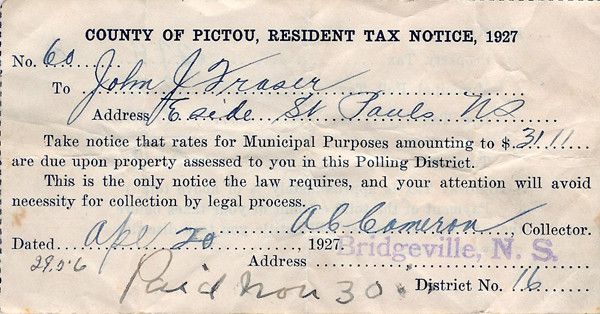 COUNTY OF PICTOU, RESIDENT TAX NOTICE, 1927
No. 60
To John J Fraser
Address E side St Pauls NS
Take notice that rates for Municipal Purposes amounting to $ 31.11
are due upon property assessed to you in this Polling District.
This is the only notice the law requires, and your attention will avoid
necessity for collection by legal process.
A C Cameron, Collector.
Dated Apl 20 1927
Bridgeville, N. S.
29.56 Address
Paid Nov 30
District No. 16